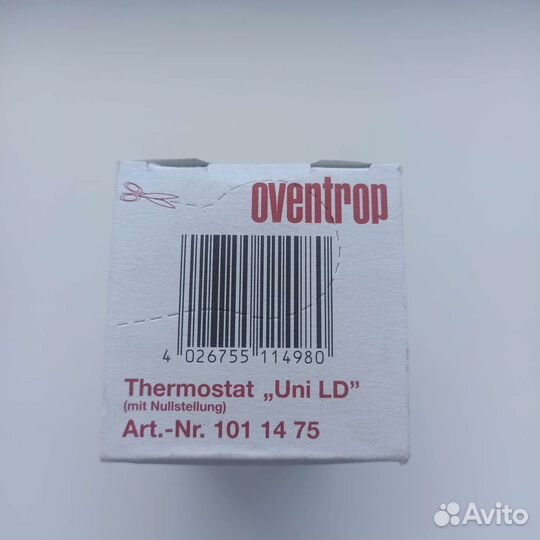 oventrop
4 026755 114980
Thermostat „Uni LD”
(mit Nullstellung)
Art.-Nr. 101 14 75
Avito